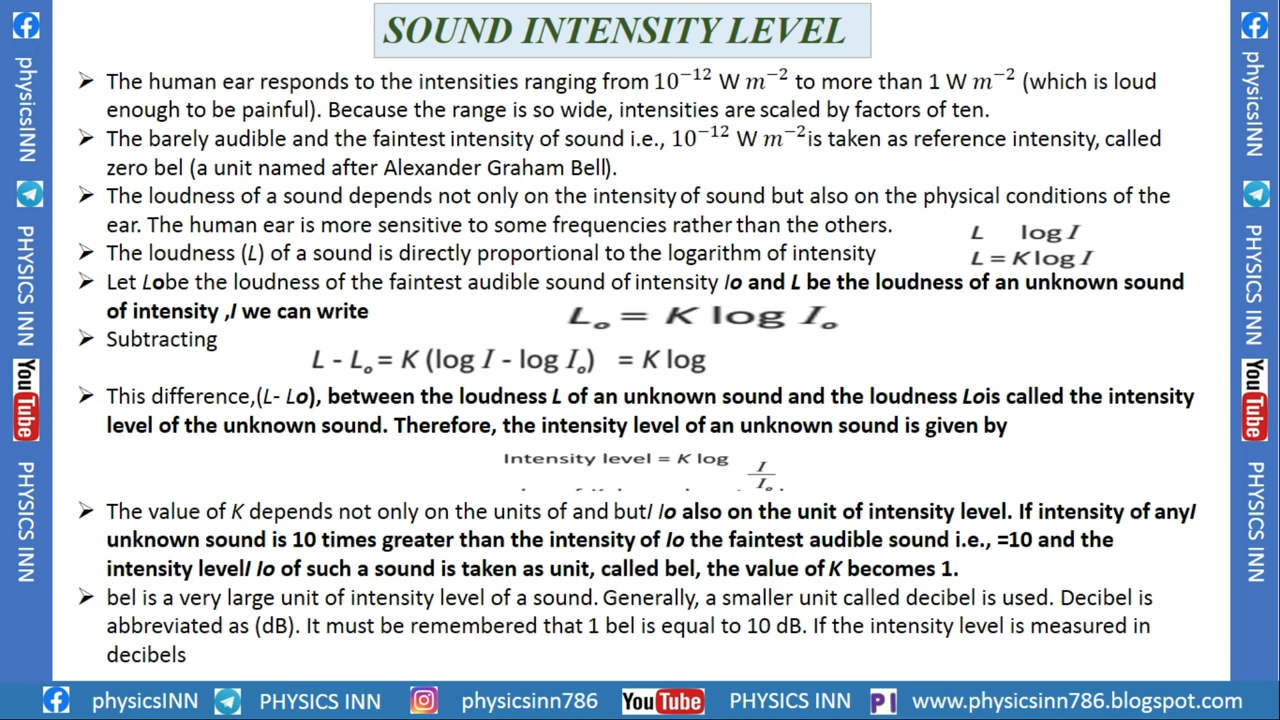 SOUND INTENSITY LEVEL
➢ The human ear responds to the intensities ranging from 10⁻¹² W m⁻² to more than 1 W m⁻² (which is loud
enough to be painful). Because the range is so wide, intensities are scaled by factors of ten.
➢ The barely audible and the faintest intensity of sound i.e., 10⁻¹² W m⁻²is taken as reference intensity, called
zero bel (a unit named after Alexander Graham Bell).
➢ The loudness of a sound depends not only on the intensity of sound but also on the physical conditions of the
ear. The human ear is more sensitive to some frequencies rather than the others.
L log I
➢ The loudness (L) of a sound is directly proportional to the logarithm of intensity
L = K log I
➢ Let Lobe the loudness of the faintest audible sound of intensity Io and L be the loudness of an unknown sound
of intensity ,I we can write
Lₒ = K log Iₒ
➢ Subtracting
L - Lₒ = K (log I - log Iₒ) = K log
➢ This difference,(L- Lo), between the loudness L of an unknown sound and the loudness Lois called the intensity
level of the unknown sound. Therefore, the intensity level of an unknown sound is given by
Intensity level = K log I
Iₒ
➢ The value of K depends not only on the units of and butI Io also on the unit of intensity level. If intensity of anyI
unknown sound is 10 times greater than the intensity of Io the faintest audible sound i.e., =10 and the
intensity levelI Io of such a sound is taken as unit, called bel, the value of K becomes 1.
➢ bel is a very large unit of intensity level of a sound. Generally, a smaller unit called decibel is used. Decibel is
abbreviated as (dB). It must be remembered that 1 bel is equal to 10 dB. If the intensity level is measured in
decibels
physicsINN
PHYSICS INN
YouTube
PHYSICS INN
physicsINN
PHYSICS INN
YouTube
PHYSICS INN
physicsINN PHYSICS INN physicsinn786 YouTube PHYSICS INN PI www.physicsinn786.blogspot.com